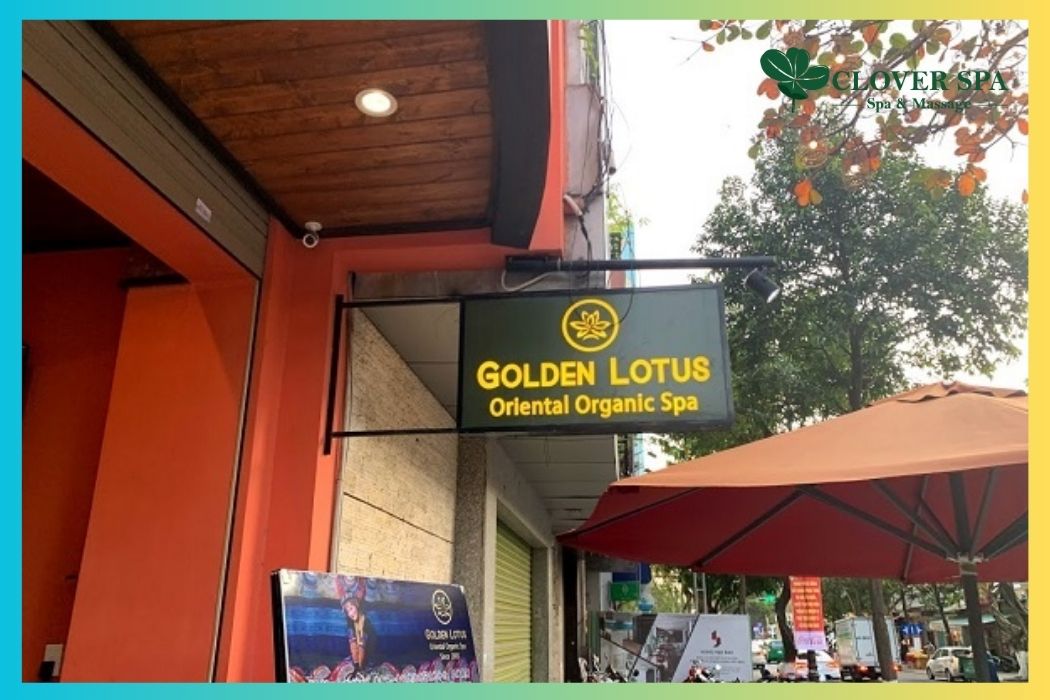 CLOVER SPA
Spa & Massage
GOLDEN LOTUS
Oriental Organic Spa
GOLDEN LOTUS
Oriental Organic Spa